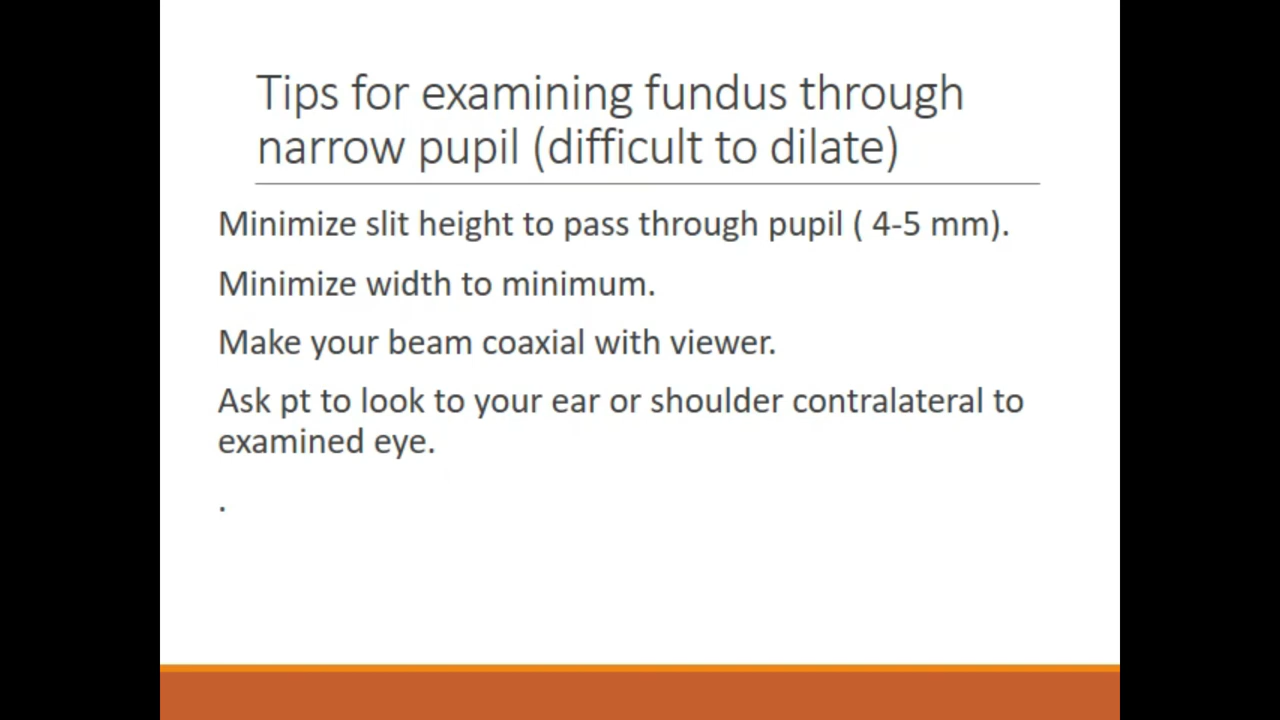 Tips for examining fundus through
narrow pupil (difficult to dilate)
Minimize slit height to pass through pupil ( 4-5 mm).
Minimize width to minimum.
Make your beam coaxial with viewer.
Ask pt to look to your ear or shoulder contralateral to
examined eye.
.